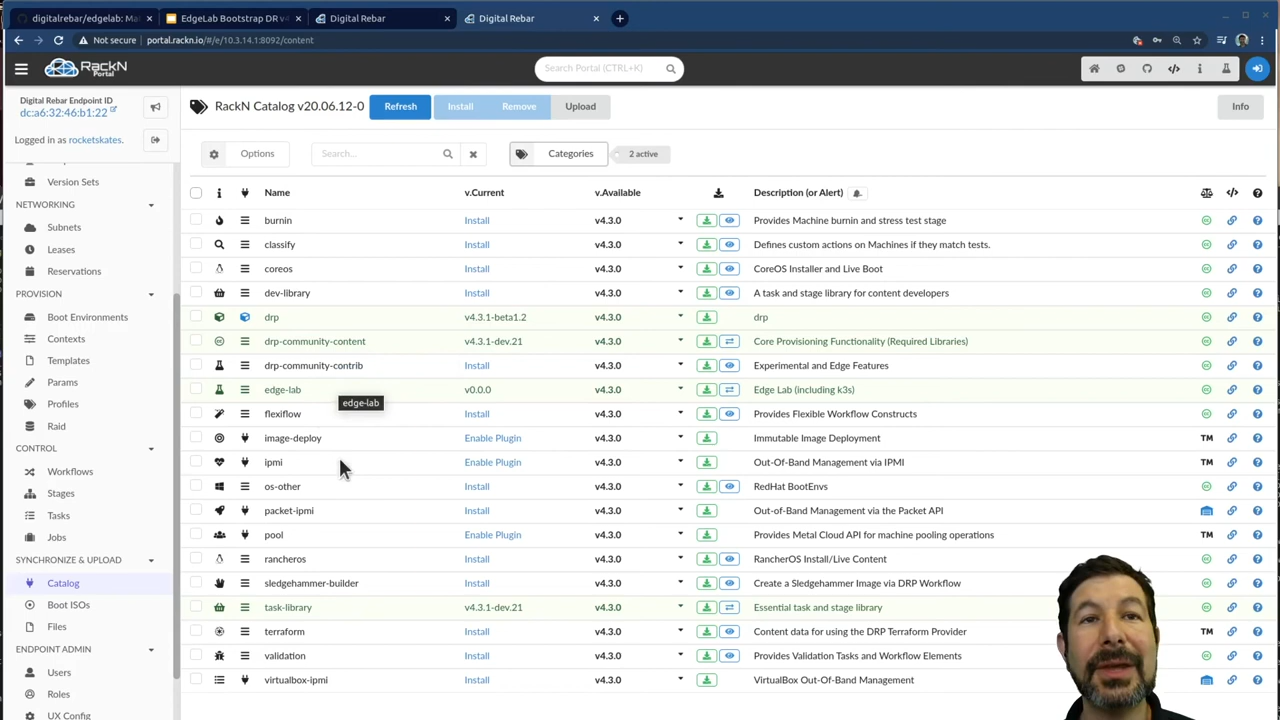 digitalrebar/edgelab: Ma
EdgeLab Bootstrap DR v4
Digital Rebar
Digital Rebar
Not secure
portal.rackn.io/#/e/10.3.14.1:8092/content
RackN Portal
Search Portal (CTRL+K)
Digital Rebar Endpoint ID
dc:a6:32:46:b1:22
Logged in as rocketskates.
Version Sets
NETWORKING
Subnets
Leases
Reservations
PROVISION
Boot Environments
Contexts
Templates
Params
Profiles
Raid
CONTROL
Workflows
Stages
Tasks
Jobs
SYNCHRONIZE & UPLOAD
Catalog
Boot ISOs
Files
ENDPOINT ADMIN
Users
Roles
UX Config
RackN Catalog v20.06.12-0 Refresh Install Remove Upload Info
Options Search... Categories 2 active
Name v.Current v.Available Description (or Alert)
burnin Install v4.3.0 Provides Machine burnin and stress test stage
classify Install v4.3.0 Defines custom actions on Machines if they match tests.
coreos Install v4.3.0 CoreOS Installer and Live Boot
dev-library Install v4.3.0 A task and stage library for content developers
drp v4.3.1-beta1.2 v4.3.0 drp
drp-community-content v4.3.1-dev.21 v4.3.0 Core Provisioning Functionality (Required Libraries)
drp-community-contrib Install v4.3.0 Experimental and Edge Features
edge-lab v0.0.0 v4.3.0 Edge Lab (including k3s)
edge-lab
flexiflow Install v4.3.0 Provides Flexible Workflow Constructs
image-deploy Enable Plugin v4.3.0 Immutable Image Deployment TM
ipmi Enable Plugin v4.3.0 Out-Of-Band Management via IPMI TM
os-other Install v4.3.0 RedHat BootEnvs
packet-ipmi Install v4.3.0 Out-of-Band Management via the Packet API
pool Enable Plugin v4.3.0 Provides Metal Cloud API for machine pooling operations TM
rancheros Install v4.3.0 RancherOS Install/Live Content
sledgehammer-builder Install v4.3.0 Create a Sledgehammer Image via DRP Workflow
task-library v4.3.1-dev.21 v4.3.0 Essential task and stage library
terraform Install v4.3.0 Content data for using the DRP Terraform Provider TM
validation Install v4.3.0 Provides Validation Tasks and Workflow Elements
virtualbox-ipmi Install v4.3.0 VirtualBox Out-Of-Band Management